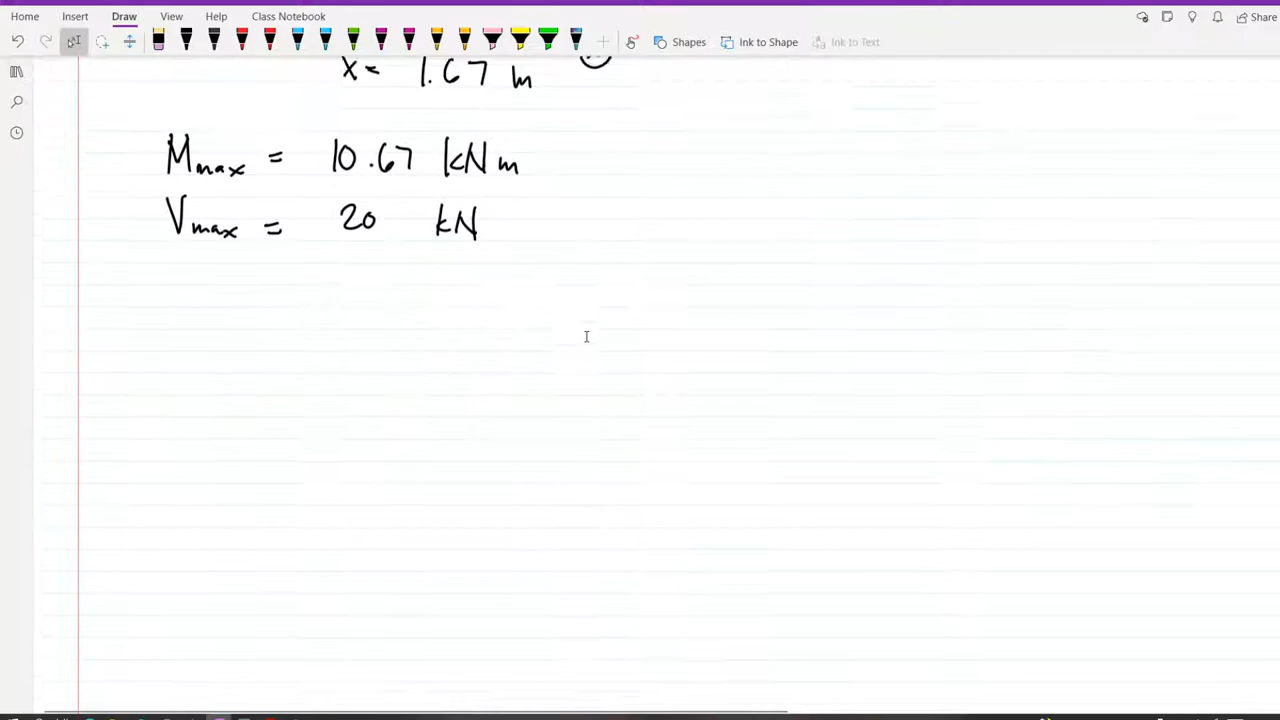 Home Insert Draw View Help Class Notebook Share
Shapes Ink to Shape Ink to Text
x = 1.67 m
Mmax = 10.67 kNm
Vmax = 20 kN